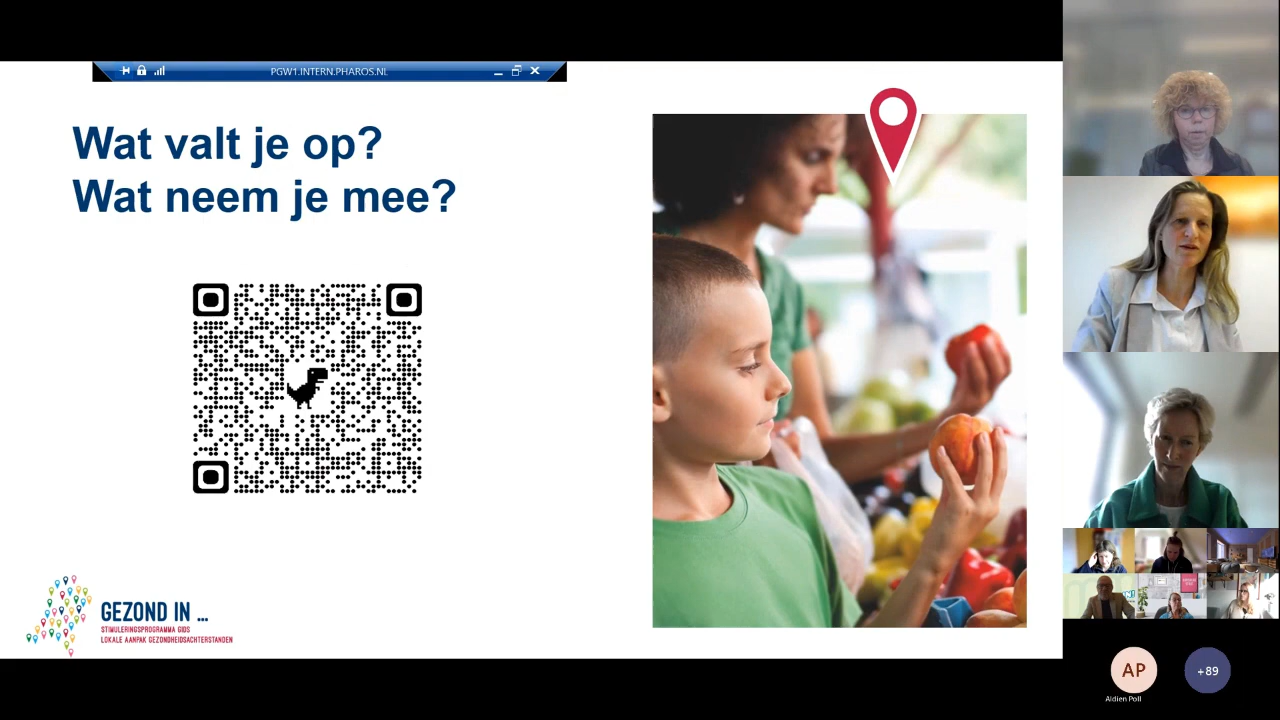 PGW1.INTERN.PHAROS.NL
Wat valt je op?
Wat neem je mee?
GEZOND IN ...
STIMULERINGSPROGRAMMA GIDS
LOKALE AANPAK GEZONDHEIDSACHTERSTANDEN
AP
+89
Aldien Poll